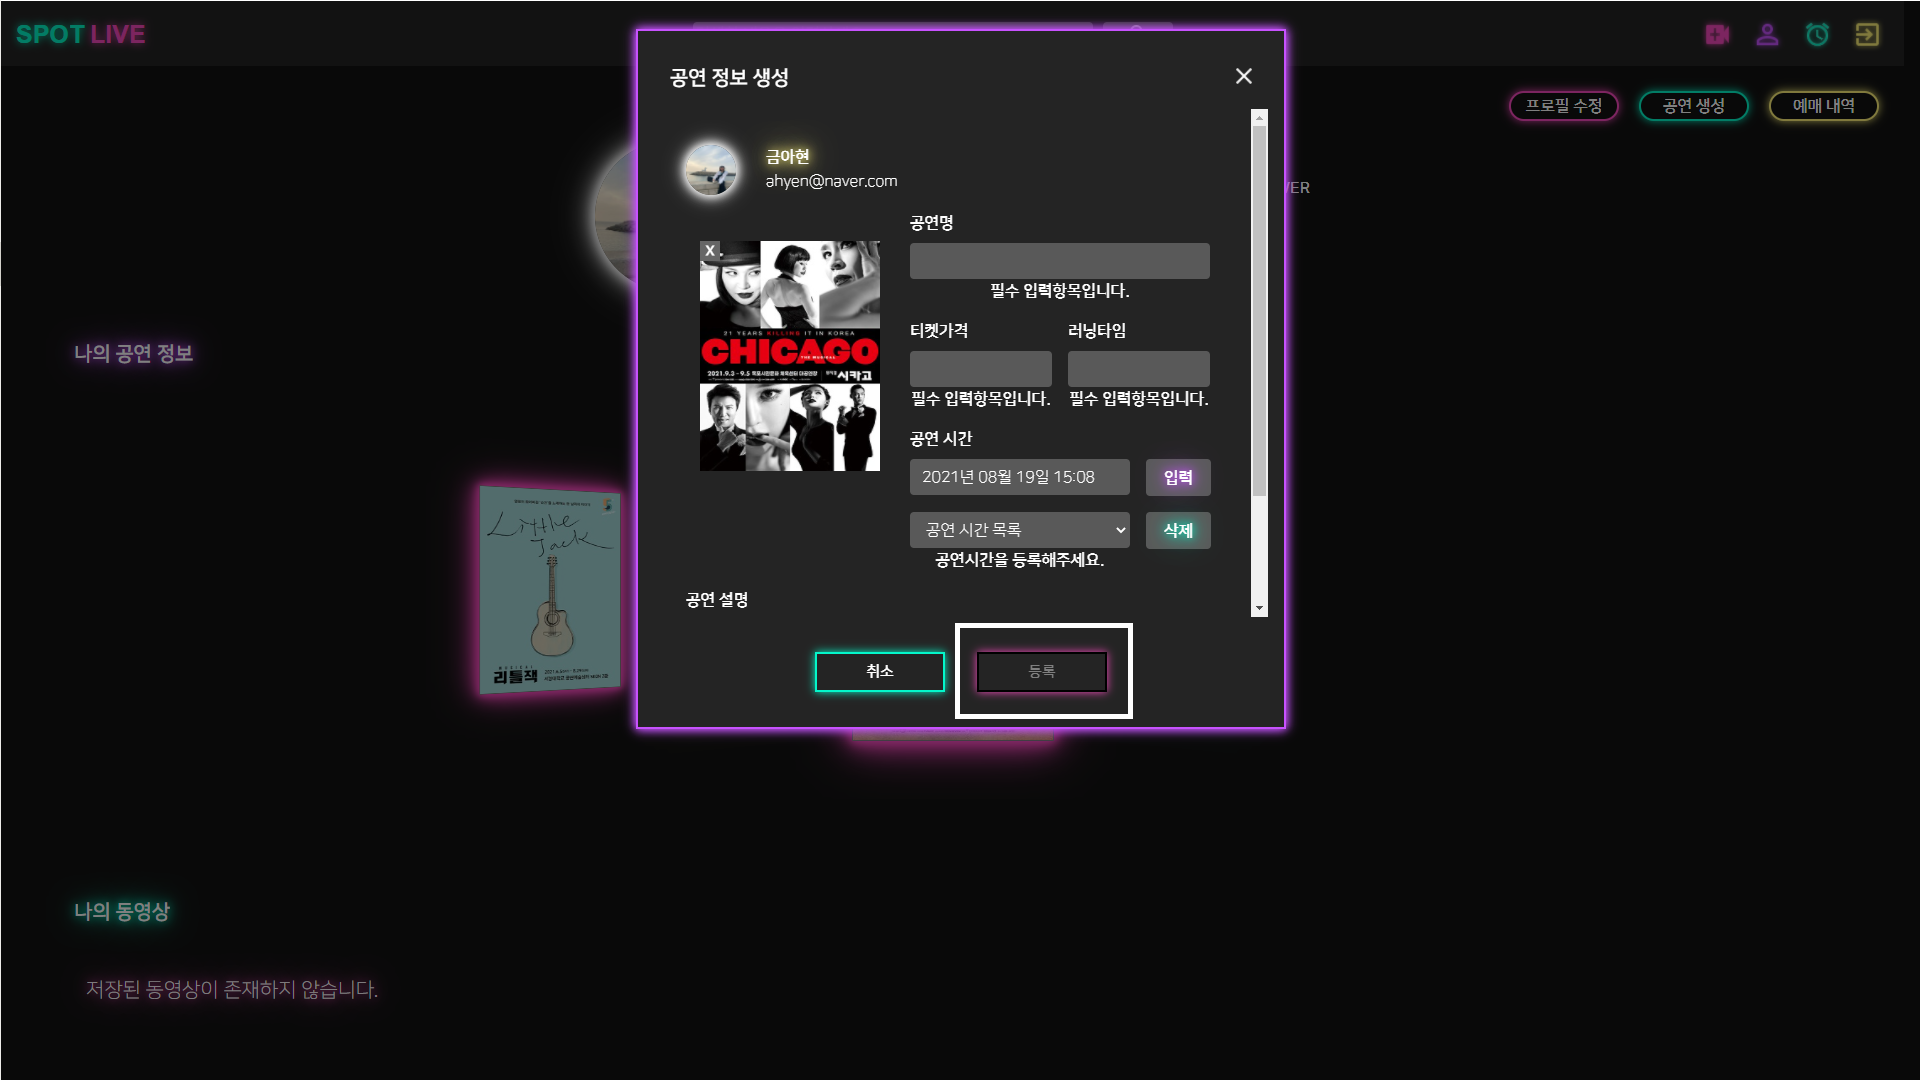 SPOT LIVE
프로필 수정
공연 생성
예매 내역
VER
공연 정보 생성
금아현
ahyen@naver.com
공연명
필수 입력항목입니다.
X
21 YEARS KILLING IT IN KOREA
CHICAGO
THE MUSICAL
시카고
티켓가격
러닝타임
필수 입력항목입니다.
필수 입력항목입니다.
공연 시간
2021년 08월 19일 15:08
입력
공연 시간 목록
삭제
공연시간을 등록해주세요.
공연 설명
취소
등록
나의 공연 정보
Little
Jack
MUSICAL
리틀잭
나의 동영상
저장된 동영상이 존재하지 않습니다.